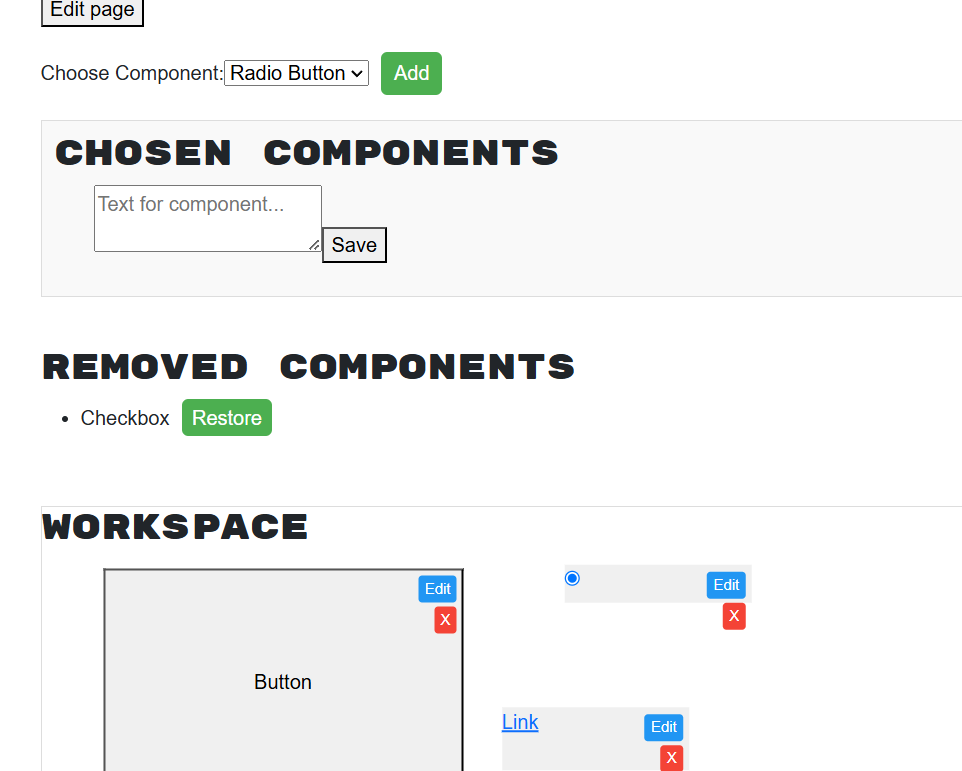 Edit page
Choose Component: Radio Button Add
CHOSEN COMPONENTS
Text for component...
Save
REMOVED COMPONENTS
Checkbox Restore
WORKSPACE
Edit
X
Button
Edit
X
Link Edit
X